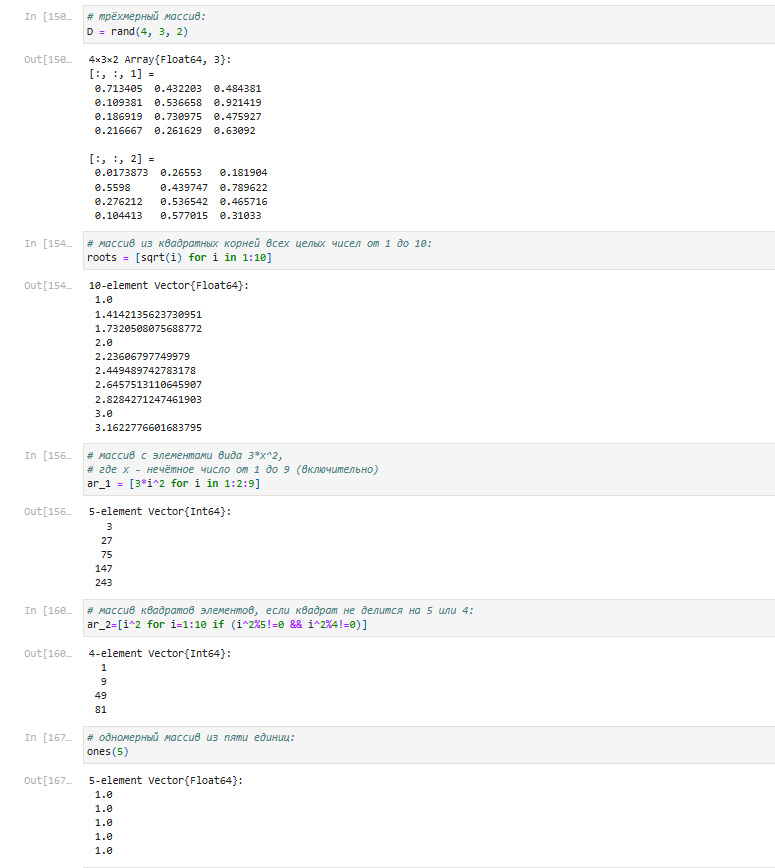 In [150…
# трёхмерный массив:
D = rand(4, 3, 2)
Out[150…
4×3×2 Array{Float64, 3}:
[:, :, 1] =
0.713405 0.432203 0.484381
0.109381 0.536658 0.921419
0.186919 0.730975 0.475927
0.216667 0.261629 0.63092
[:, :, 2] =
0.0173873 0.26553 0.181904
0.5598 0.439747 0.789622
0.276212 0.536542 0.465716
0.104413 0.577015 0.31033
In [154…
# массив из квадратных корней всех целых чисел от 1 до 10:
roots = [sqrt(i) for i in 1:10]
Out[154…
10-element Vector{Float64}:
1.0
1.4142135623730951
1.7320508075688772
2.0
2.23606797749979
2.449489742783178
2.6457513110645907
2.8284271247461903
3.0
3.1622776601683795
In [156…
# массив с элементами вида 3*x^2,
# где x - нечётное число от 1 до 9 (включительно)
ar_1 = [3*i^2 for i in 1:2:9]
Out[156…
5-element Vector{Int64}:
3
27
75
147
243
In [160…
# массив квадратов элементов, если квадрат не делится на 5 или 4:
ar_2=[i^2 for i=1:10 if (i^2%5!=0 && i^2%4!=0)]
Out[160…
4-element Vector{Int64}:
1
9
49
81
In [167…
# одномерный массив из пяти единиц:
ones(5)
Out[167…
5-element Vector{Float64}:
1.0
1.0
1.0
1.0
1.0